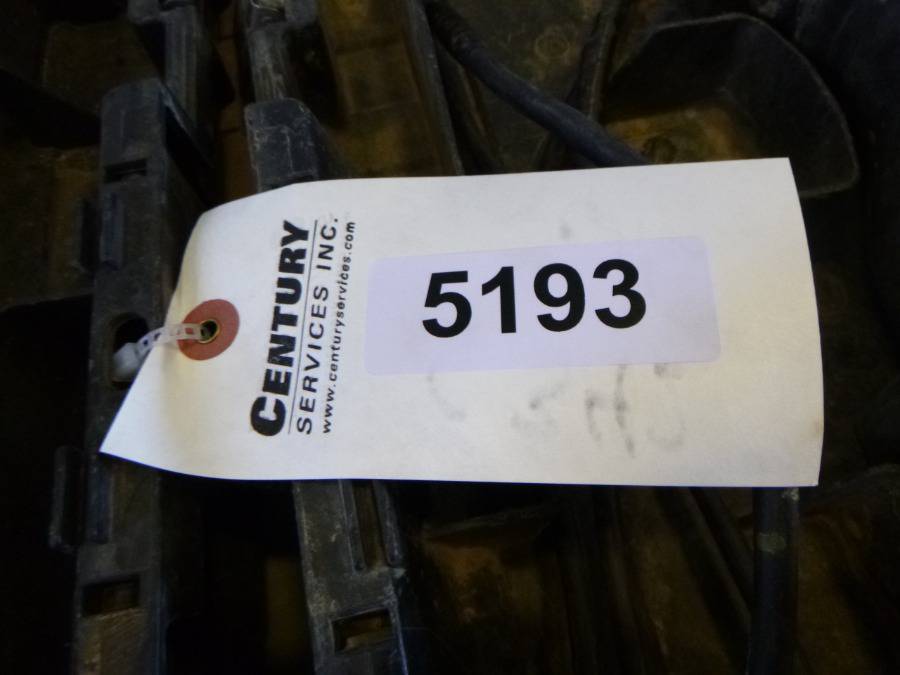 CENTURY
SERVICES INC.
www.centuryservices.com
5193